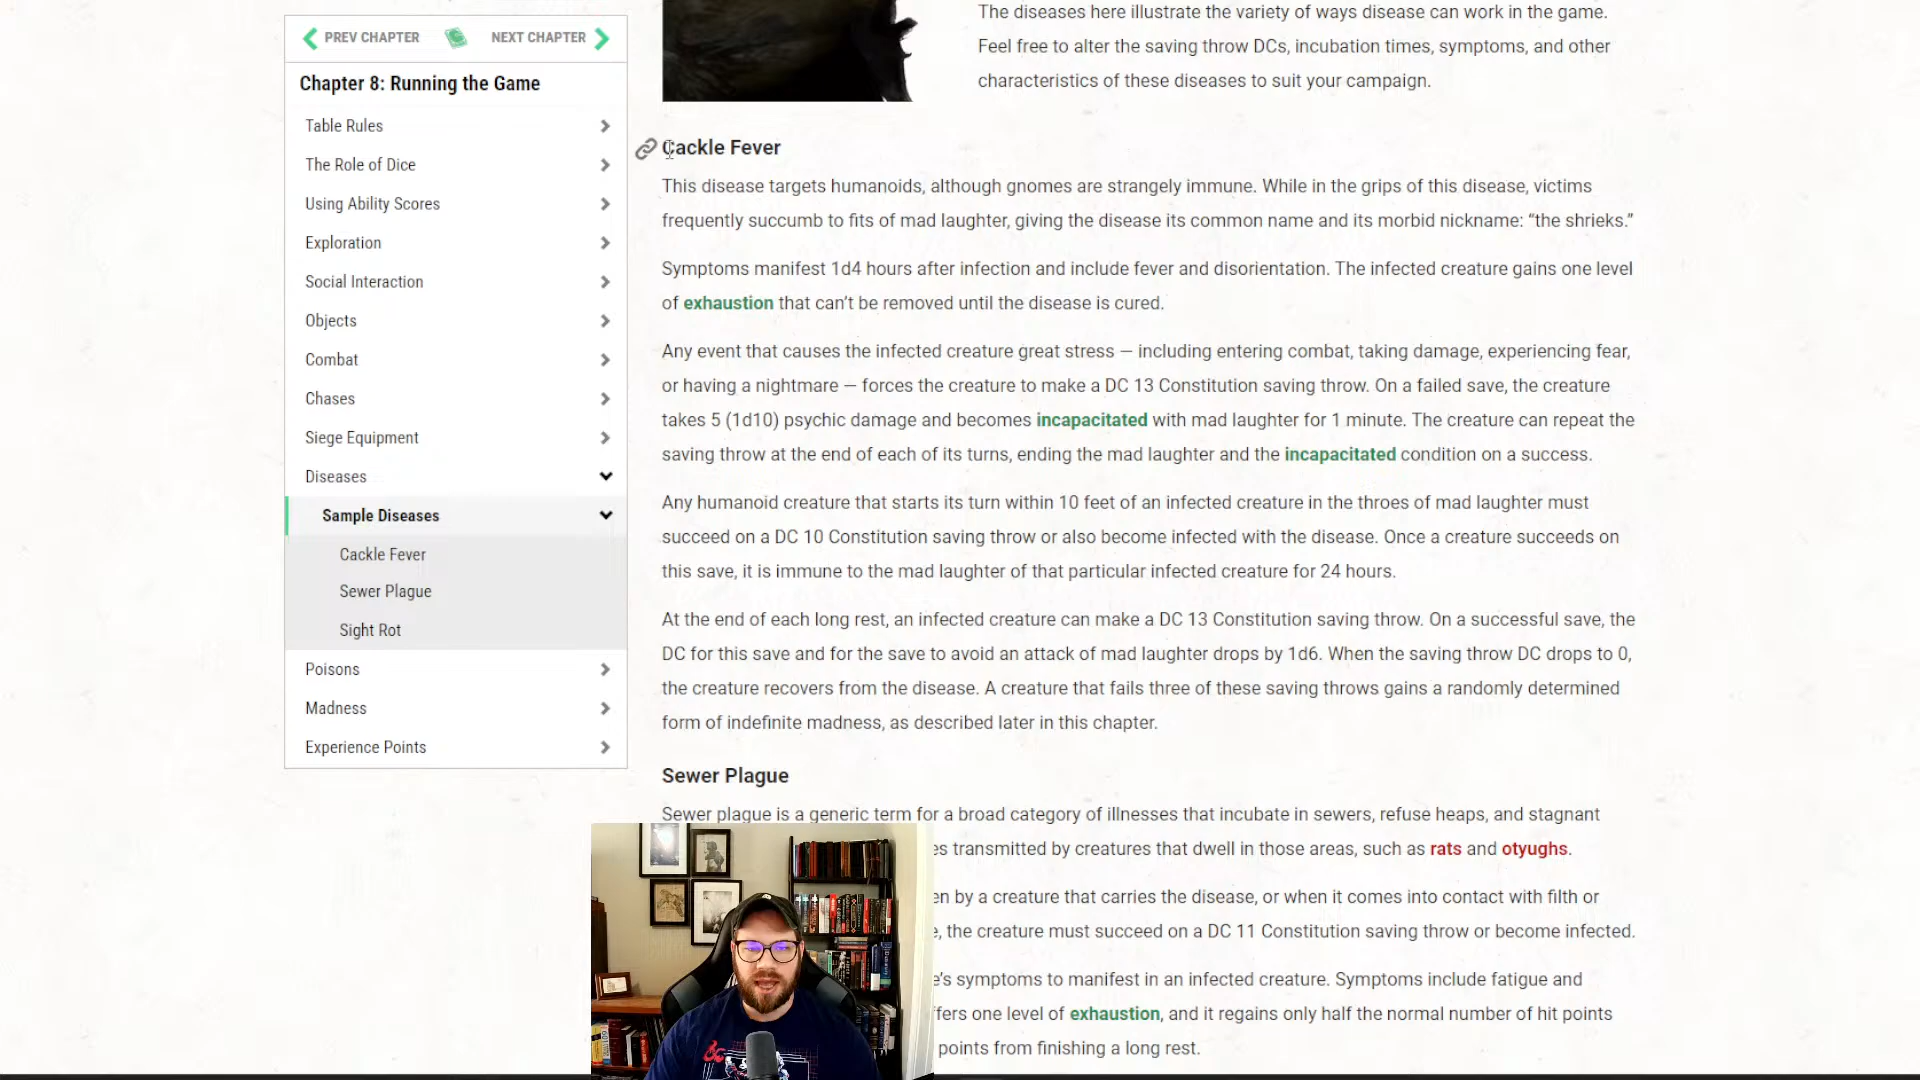 PREV CHAPTER
NEXT CHAPTER
Chapter 8: Running the Game
Table Rules
The Role of Dice
Using Ability Scores
Exploration
Social Interaction
Objects
Combat
Chases
Siege Equipment
Diseases
Sample Diseases
Cackle Fever
Sewer Plague
Sight Rot
Poisons
Madness
Experience Points
The diseases here illustrate the variety of ways disease can work in the game.
Feel free to alter the saving throw DCs, incubation times, symptoms, and other
characteristics of these diseases to suit your campaign.
Cackle Fever
This disease targets humanoids, although gnomes are strangely immune. While in the grips of this disease, victims
frequently succumb to fits of mad laughter, giving the disease its common name and its morbid nickname: “the shrieks.”
Symptoms manifest 1d4 hours after infection and include fever and disorientation. The infected creature gains one level
of exhaustion that can’t be removed until the disease is cured.
Any event that causes the infected creature great stress — including entering combat, taking damage, experiencing fear,
or having a nightmare — forces the creature to make a DC 13 Constitution saving throw. On a failed save, the creature
takes 5 (1d10) psychic damage and becomes incapacitated with mad laughter for 1 minute. The creature can repeat the
saving throw at the end of each of its turns, ending the mad laughter and the incapacitated condition on a success.
Any humanoid creature that starts its turn within 10 feet of an infected creature in the throes of mad laughter must
succeed on a DC 10 Constitution saving throw or also become infected with the disease. Once a creature succeeds on
this save, it is immune to the mad laughter of that particular infected creature for 24 hours.
At the end of each long rest, an infected creature can make a DC 13 Constitution saving throw. On a successful save, the
DC for this save and for the save to avoid an attack of mad laughter drops by 1d6. When the saving throw DC drops to 0,
the creature recovers from the disease. A creature that fails three of these saving throws gains a randomly determined
form of indefinite madness, as described later in this chapter.
Sewer Plague
Sewer plague is a generic term for a broad category of illnesses that incubate in sewers, refuse heaps, and stagnant
es transmitted by creatures that dwell in those areas, such as rats and otyughs.
en by a creature that carries the disease, or when it comes into contact with filth or
e, the creature must succeed on a DC 11 Constitution saving throw or become infected.
e’s symptoms to manifest in an infected creature. Symptoms include fatigue and
ffers one level of exhaustion, and it regains only half the normal number of hit points
points from finishing a long rest.